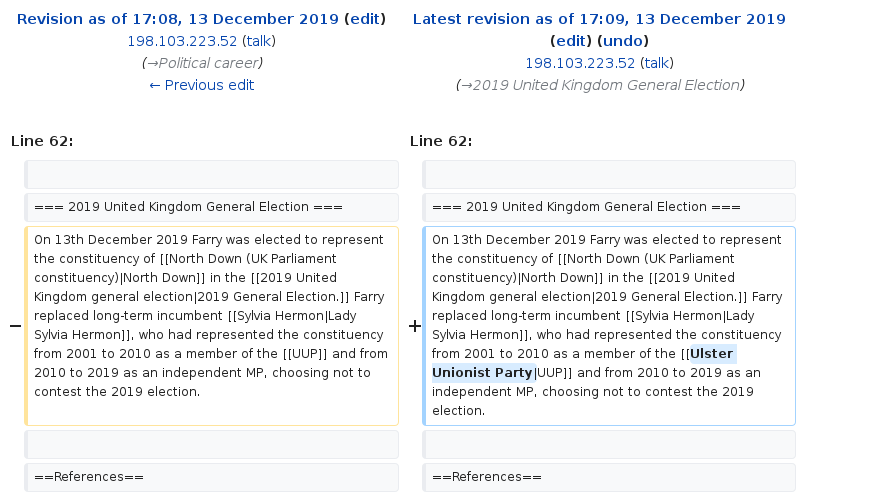 Revision as of 17:08, 13 December 2019 (edit)
198.103.223.52 (talk)
(→Political career)
← Previous edit
Latest revision as of 17:09, 13 December 2019
(edit) (undo)
198.103.223.52 (talk)
(→2019 United Kingdom General Election)
Line 62:
=== 2019 United Kingdom General Election ===
− On 13th December 2019 Farry was elected to represent
the constituency of [[North Down (UK Parliament
constituency)|North Down]] in the [[2019 United
Kingdom general election|2019 General Election.]] Farry
replaced long-term incumbent [[Sylvia Hermon|Lady
Sylvia Hermon]], who had represented the constituency
from 2001 to 2010 as a member of the [[UUP]] and from
2010 to 2019 as an independent MP, choosing not to
contest the 2019 election.
==References==
Line 62:
=== 2019 United Kingdom General Election ===
+ On 13th December 2019 Farry was elected to represent
the constituency of [[North Down (UK Parliament
constituency)|North Down]] in the [[2019 United
Kingdom general election|2019 General Election.]] Farry
replaced long-term incumbent [[Sylvia Hermon|Lady
Sylvia Hermon]], who had represented the constituency
from 2001 to 2010 as a member of the [[Ulster
Unionist Party|UUP]] and from 2010 to 2019 as an
independent MP, choosing not to contest the 2019
election.
==References==